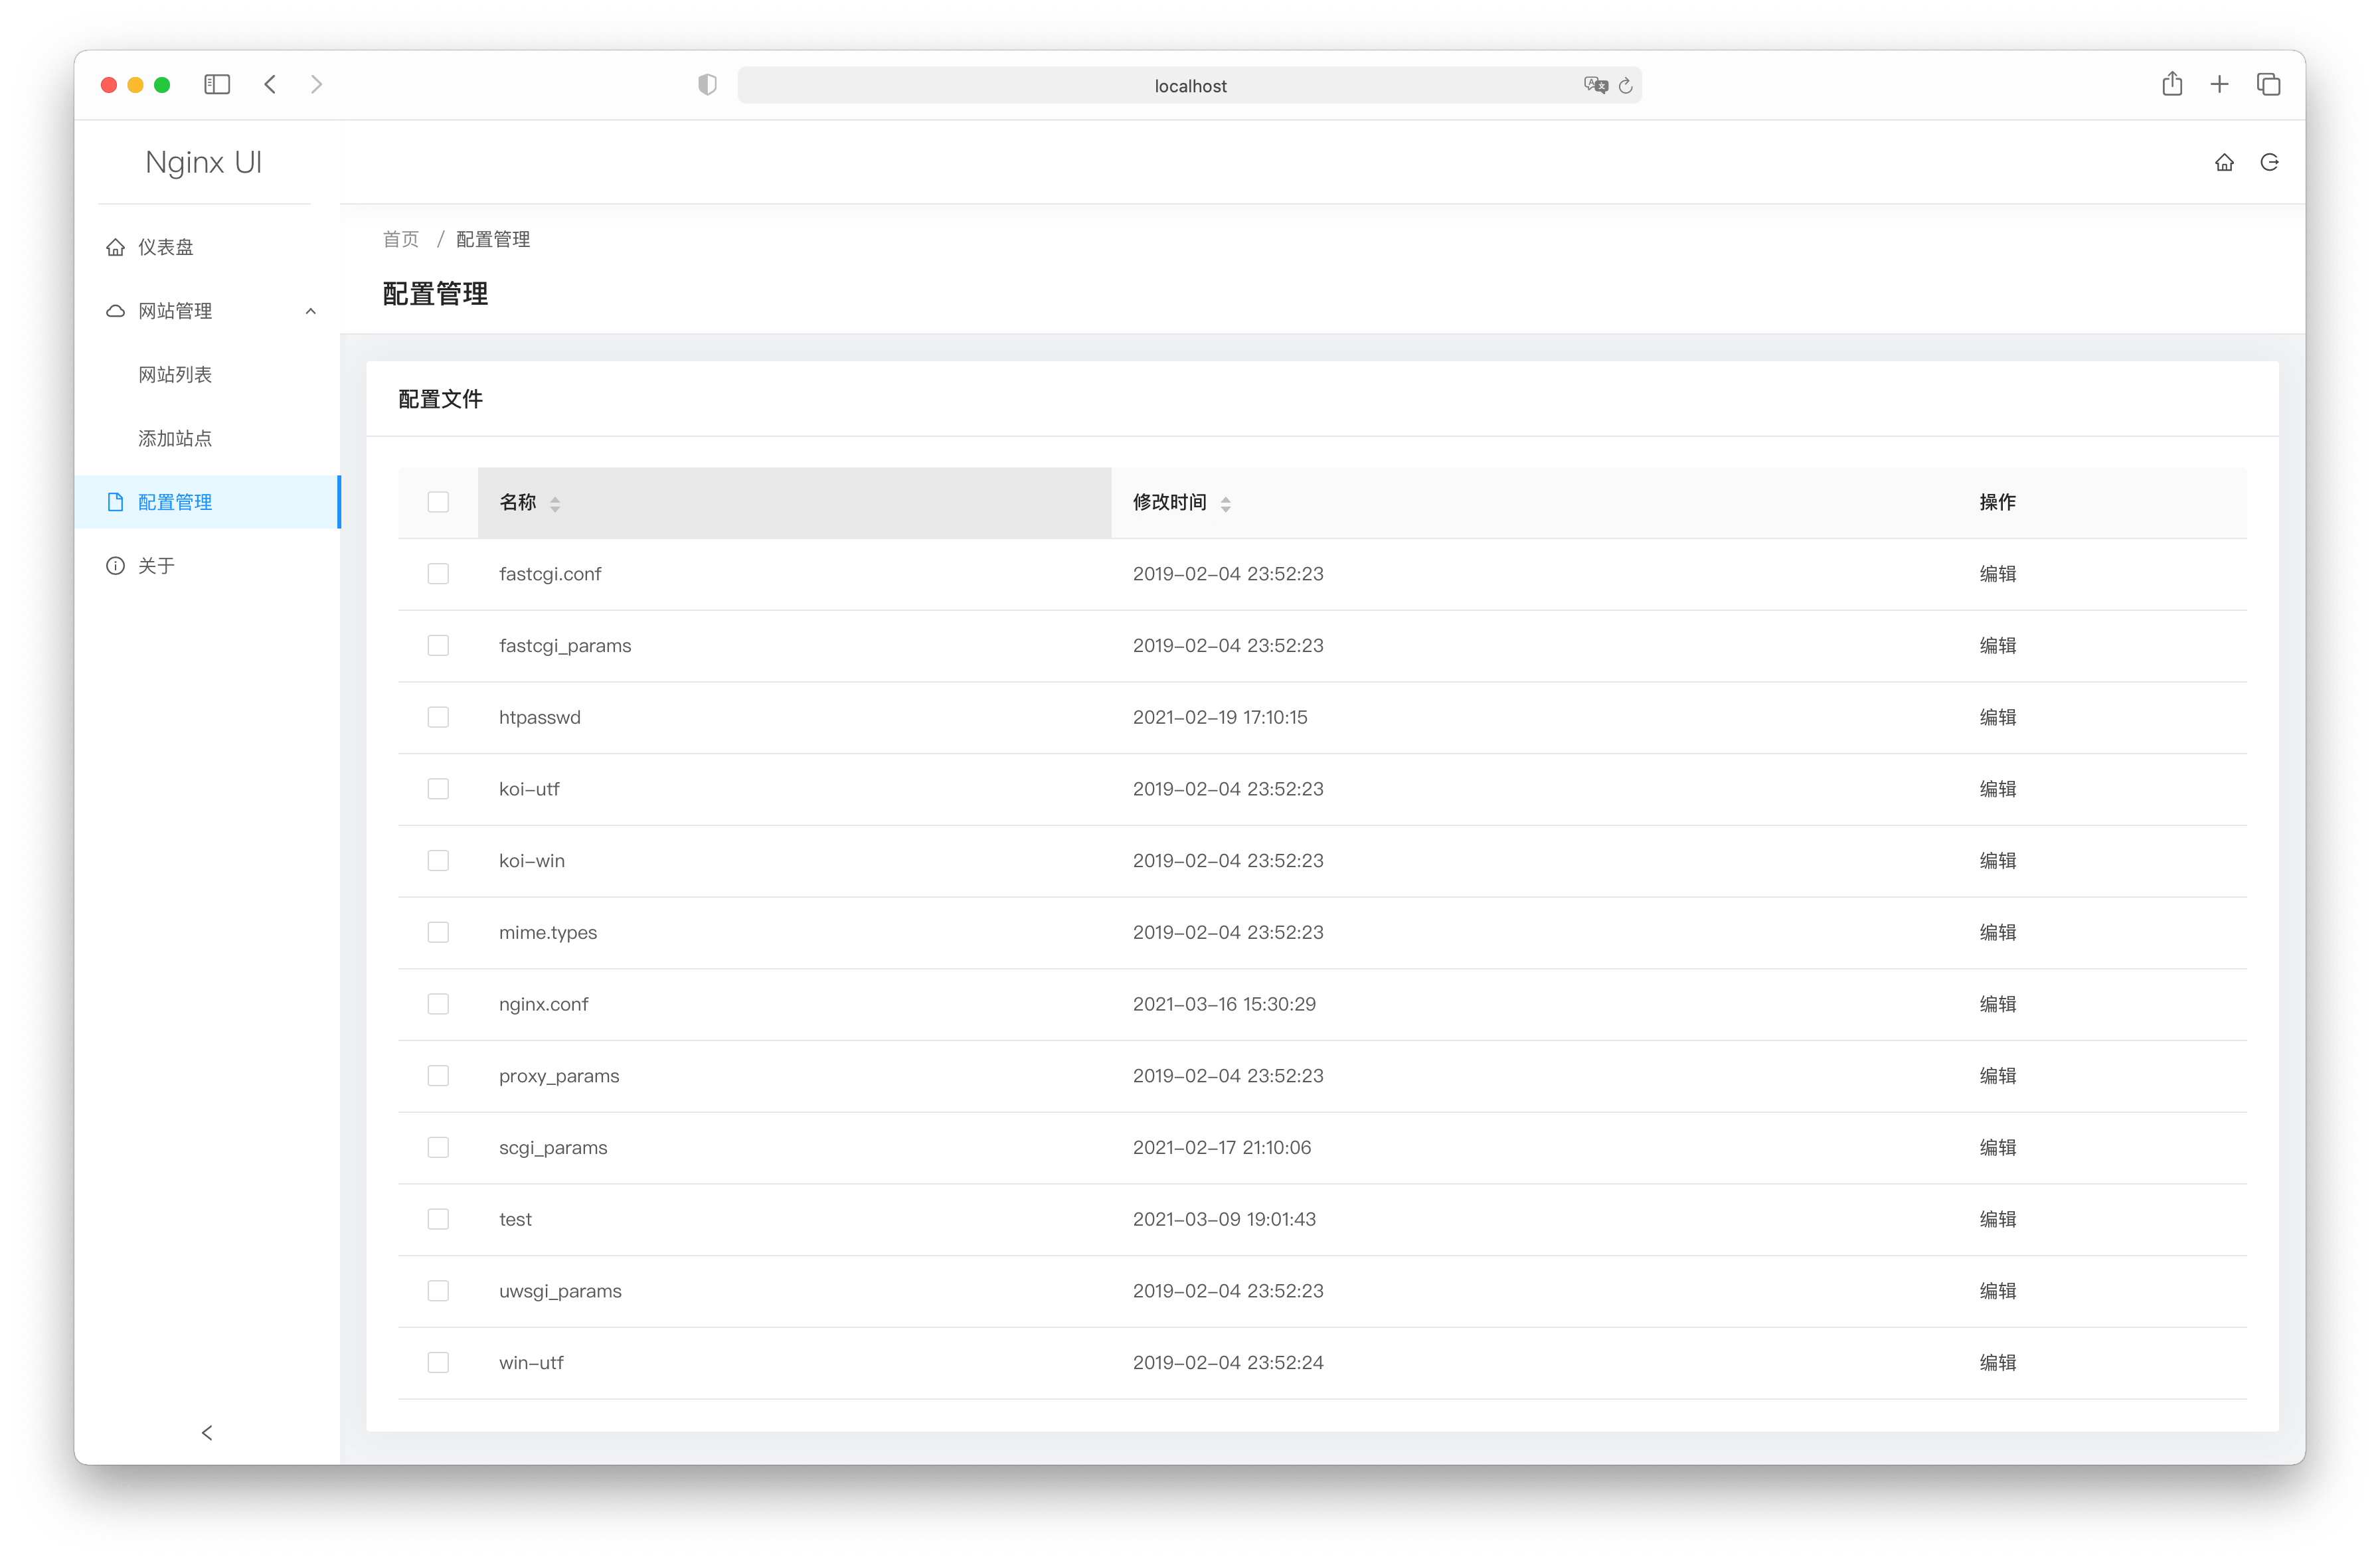 localhost
Nginx UI
仪表盘
网站管理
网站列表
添加站点
配置管理
关于
首页 / 配置管理
配置管理
配置文件
名称 修改时间 操作
fastcgi.conf 2019-02-04 23:52:23 编辑
fastcgi_params 2019-02-04 23:52:23 编辑
htpasswd 2021-02-19 17:10:15 编辑
koi-utf 2019-02-04 23:52:23 编辑
koi-win 2019-02-04 23:52:23 编辑
mime.types 2019-02-04 23:52:23 编辑
nginx.conf 2021-03-16 15:30:29 编辑
proxy_params 2019-02-04 23:52:23 编辑
scgi_params 2021-02-17 21:10:06 编辑
test 2021-03-09 19:01:43 编辑
uwsgi_params 2019-02-04 23:52:23 编辑
win-utf 2019-02-04 23:52:24 编辑